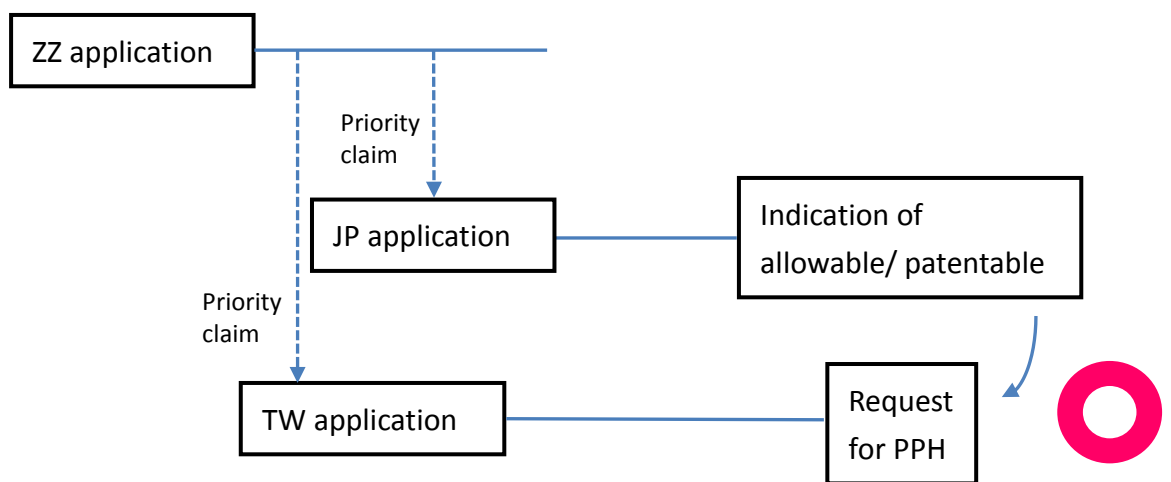 ZZ application
Priority
claim
JP application
Indication of
allowable/ patentable
Priority
claim
TW application
Request
for PPH